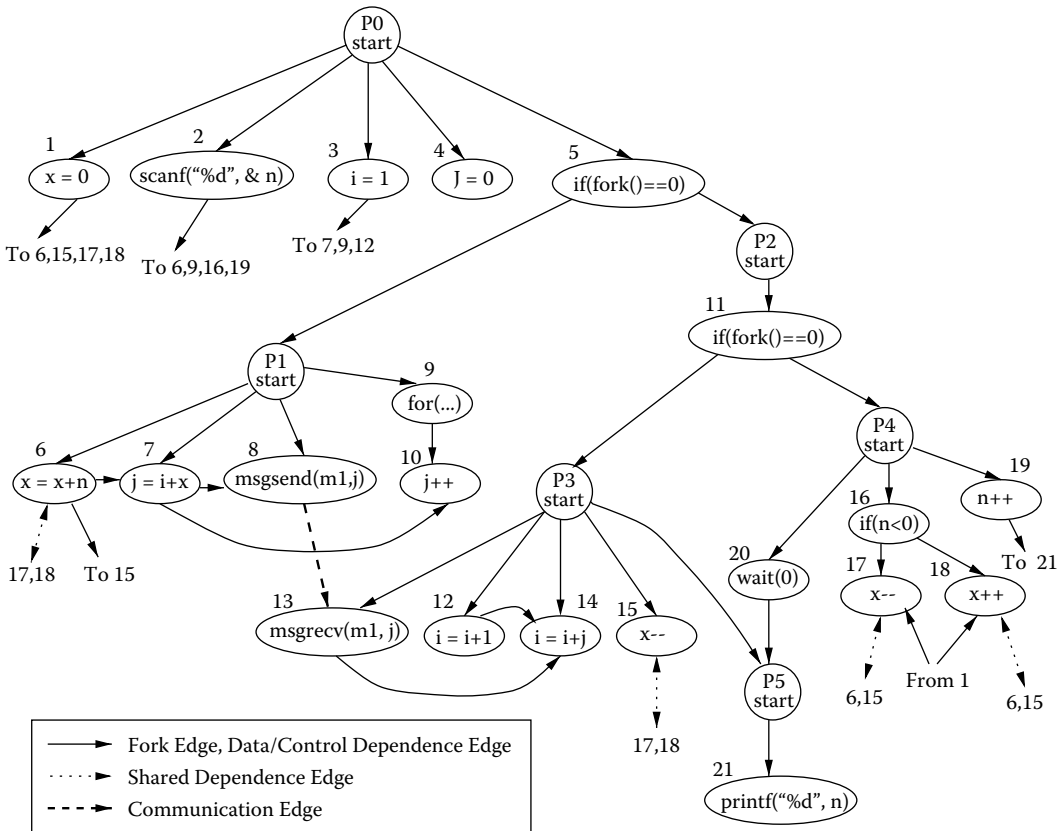 P0
start
1
x = 0
2
scanf(“%d”, & n)
3
i = 1
4
J = 0
5
if(fork()==0)
To 6,15,17,18
To 6,9,16,19
To 7,9,12
P2
start
11
if(fork()==0)
P1
start
9
for(...)
6
x = x+n
7
j = i+x
8
msgsend(m1,j)
10
j++
17,18
To 15
P4
start
P3
start
16
if(n<0)
19
n++
To 21
20
wait(0)
17
x--
18
x++
13
msgrecv(m1, j)
12
i = i+1
14
i = i+j
15
x--
17,18
From 1
6,15
6,15
P5
start
21
printf(“%d”, n)
Fork Edge, Data/Control Dependence Edge
Shared Dependence Edge
Communication Edge